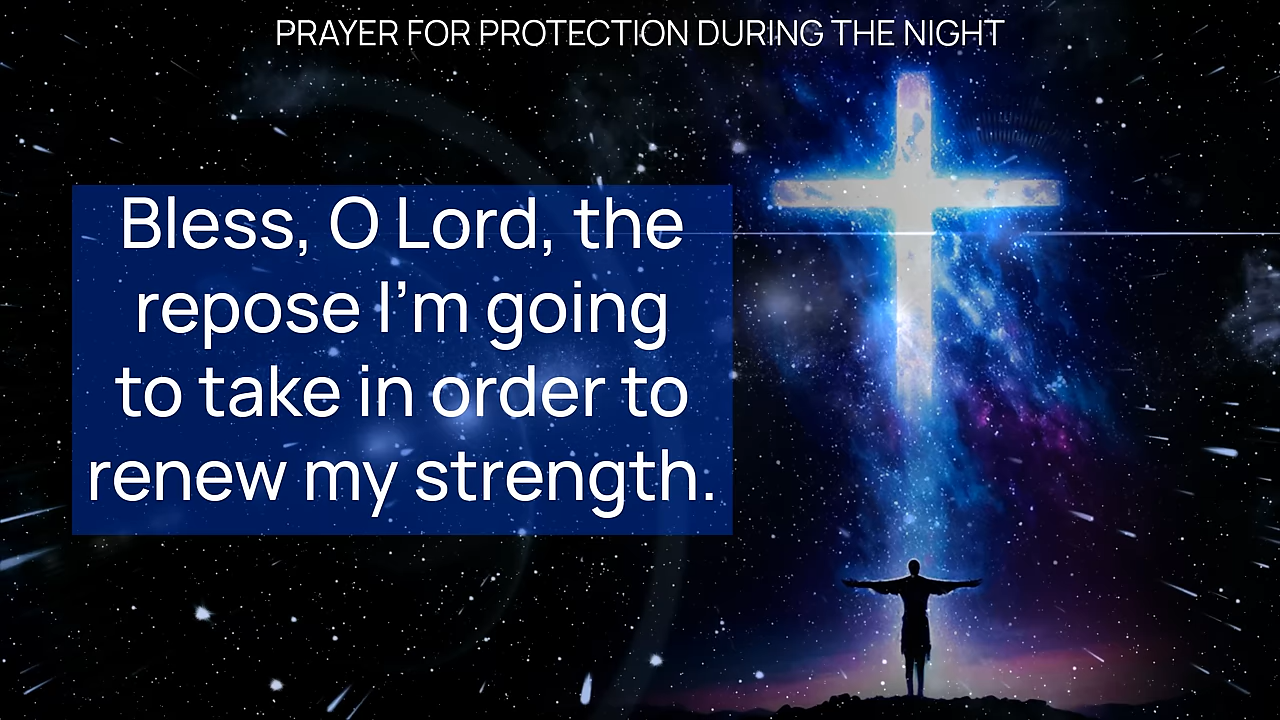 PRAYER FOR PROTECTION DURING THE NIGHT
Bless, O Lord, the
repose I’m going
to take in order to
renew my strength.